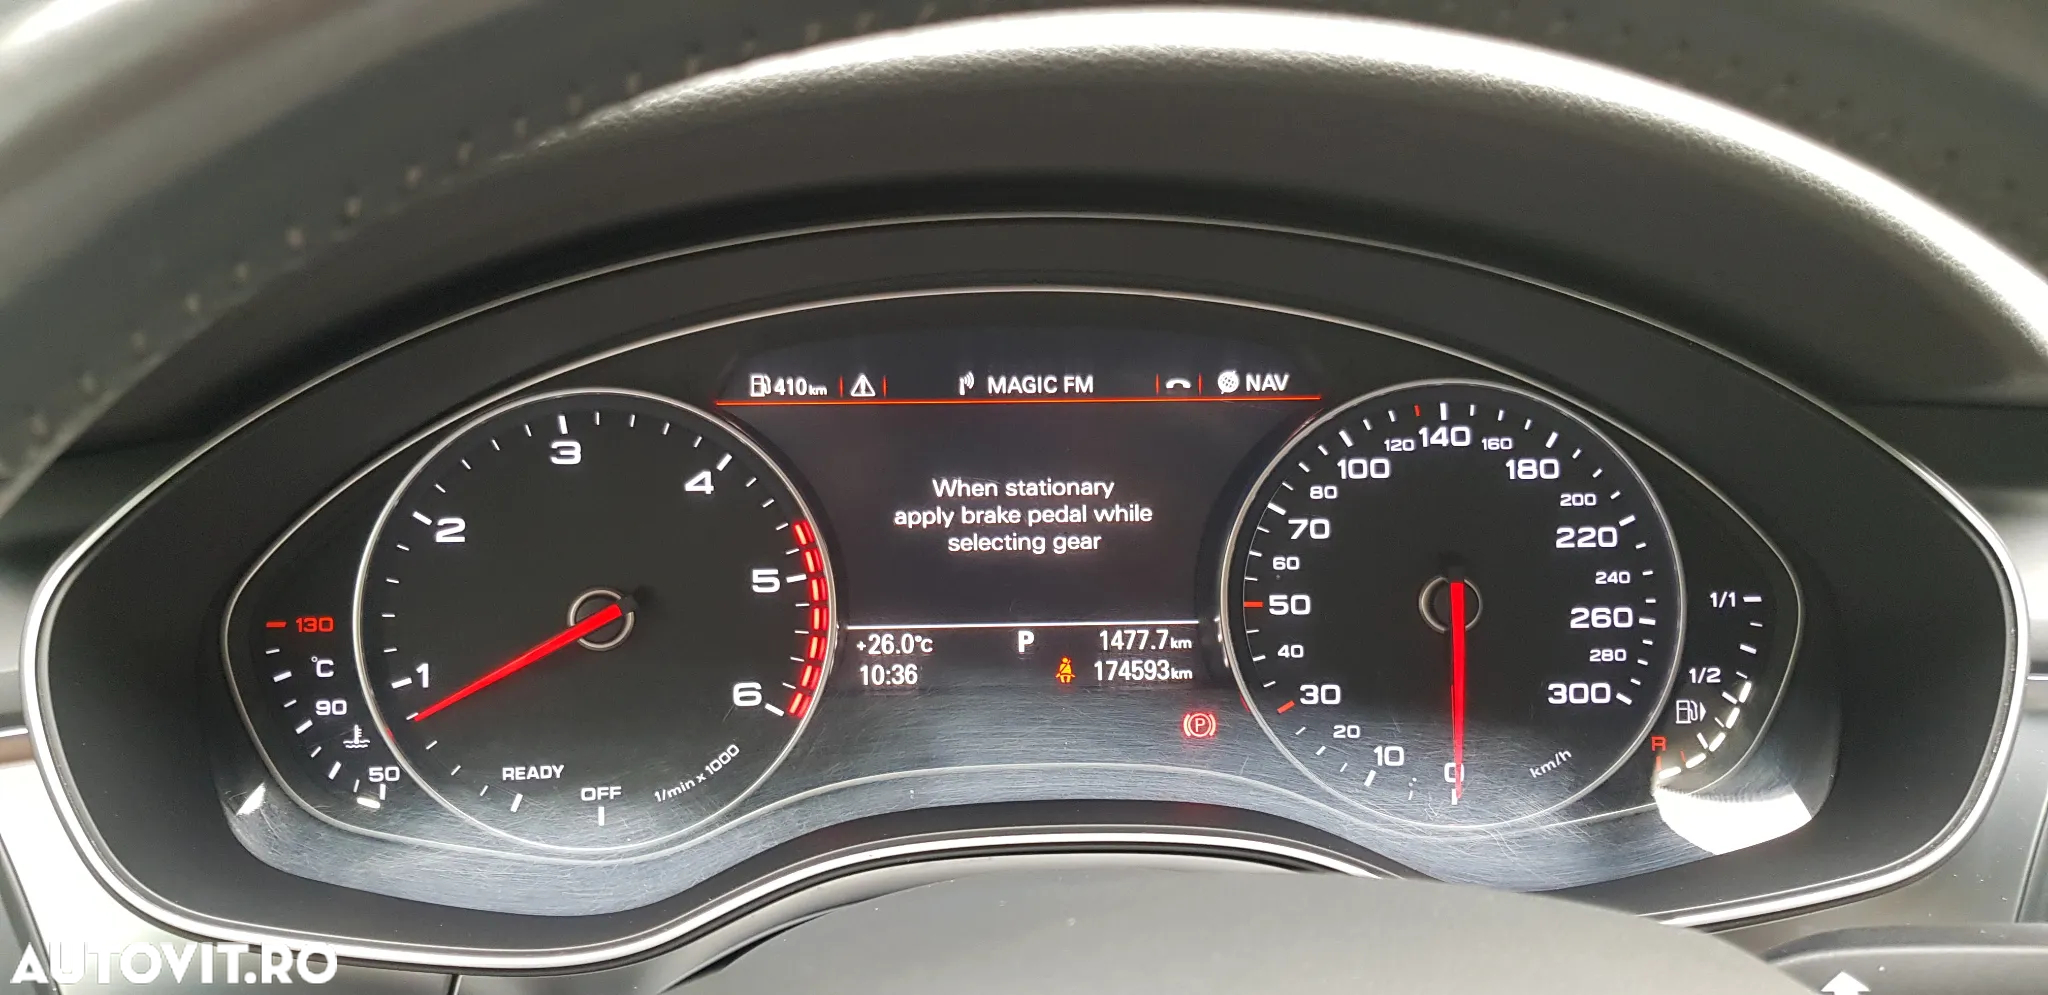 410km
MAGIC FM
NAV
When stationary
apply brake pedal while
selecting gear
+26.0°C P 1477.7km
10:36 174593km
130
°C
90
50
1
2
3
4
5
6
READY
OFF
1/min x 1000
0
10
20
30
40
50
60
70
80
100
120
140
160
180
200
220
240
260
280
300
km/h
1/1
1/2
R
(P)
AUTOVIT.RO